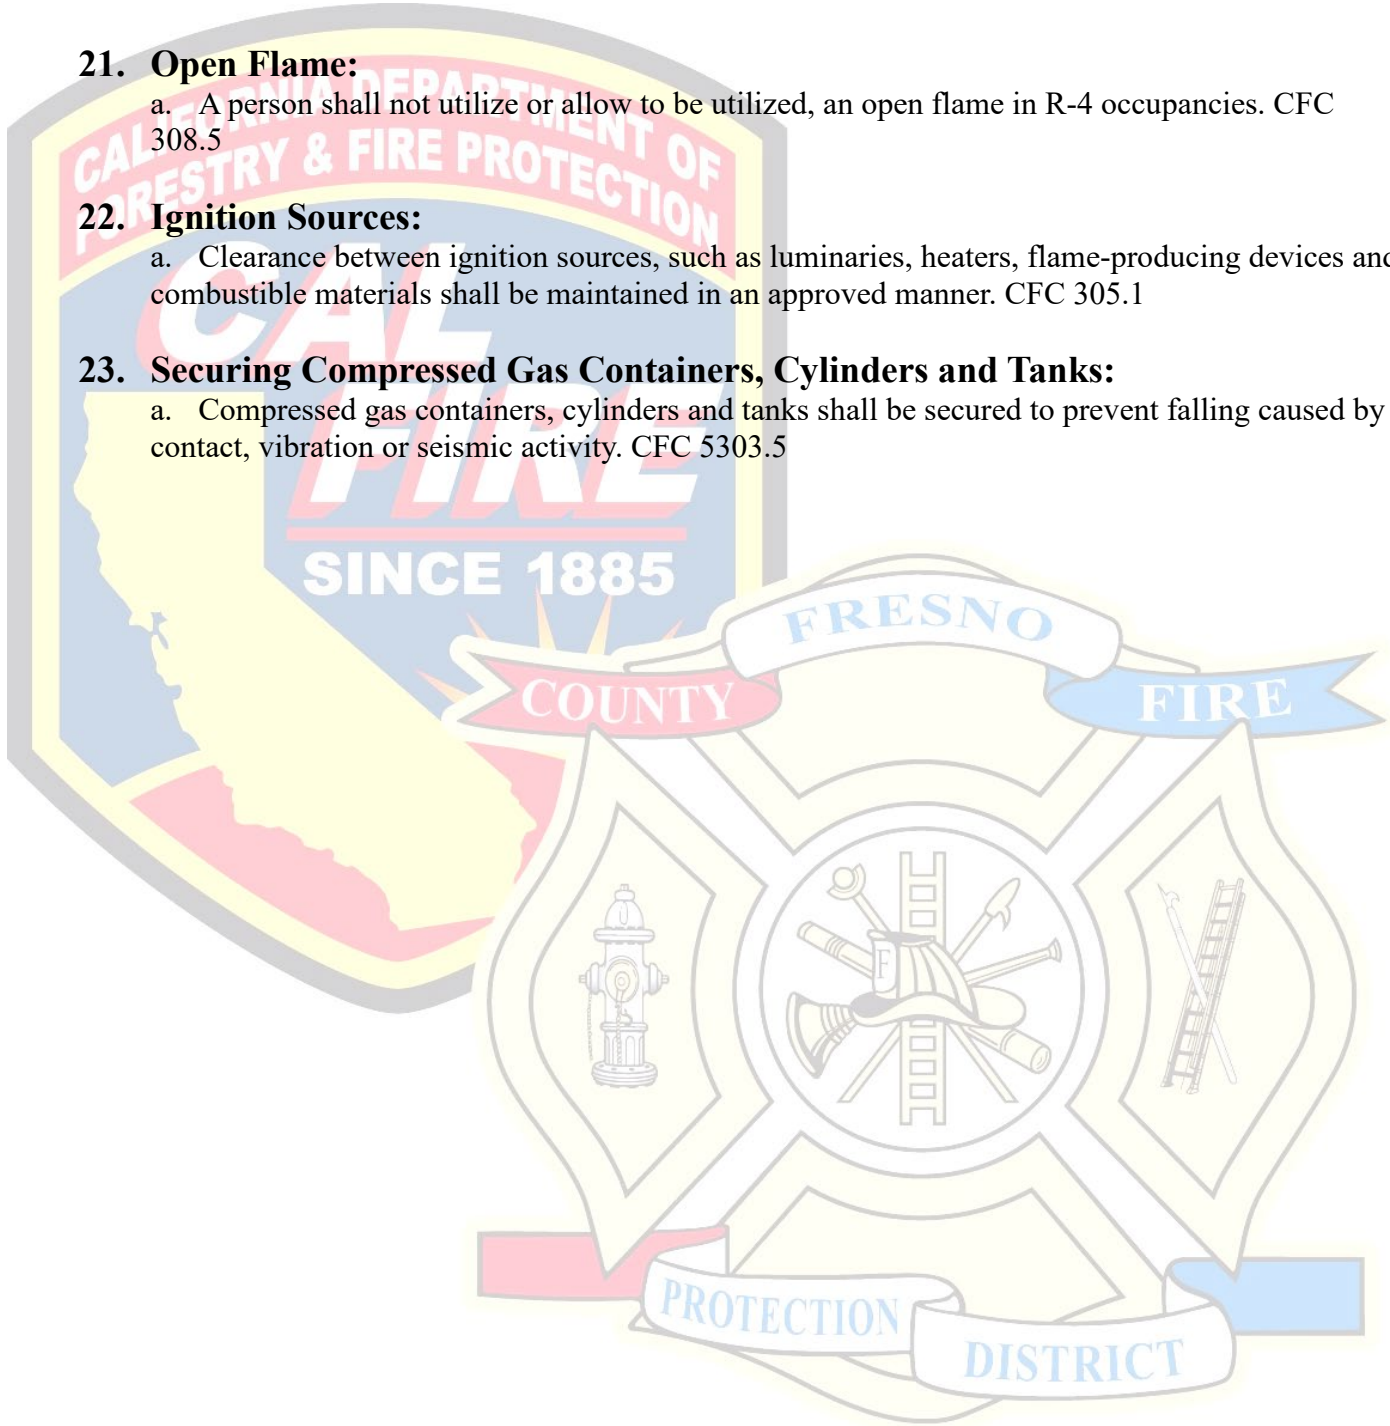 21. Open Flame:
a. A person shall not utilize or allow to be utilized, an open flame in R-4 occupancies. CFC
308.5
22. Ignition Sources:
a. Clearance between ignition sources, such as luminaries, heaters, flame-producing devices and
combustible materials shall be maintained in an approved manner. CFC 305.1
23. Securing Compressed Gas Containers, Cylinders and Tanks:
a. Compressed gas containers, cylinders and tanks shall be secured to prevent falling caused by
contact, vibration or seismic activity. CFC 5303.5
CALIFORNIA DEPARTMENT OF
FORESTRY & FIRE PROTECTION
CAL
FIRE
SINCE 1885
FRESNO
COUNTY
FIRE
F
PROTECTION
DISTRICT